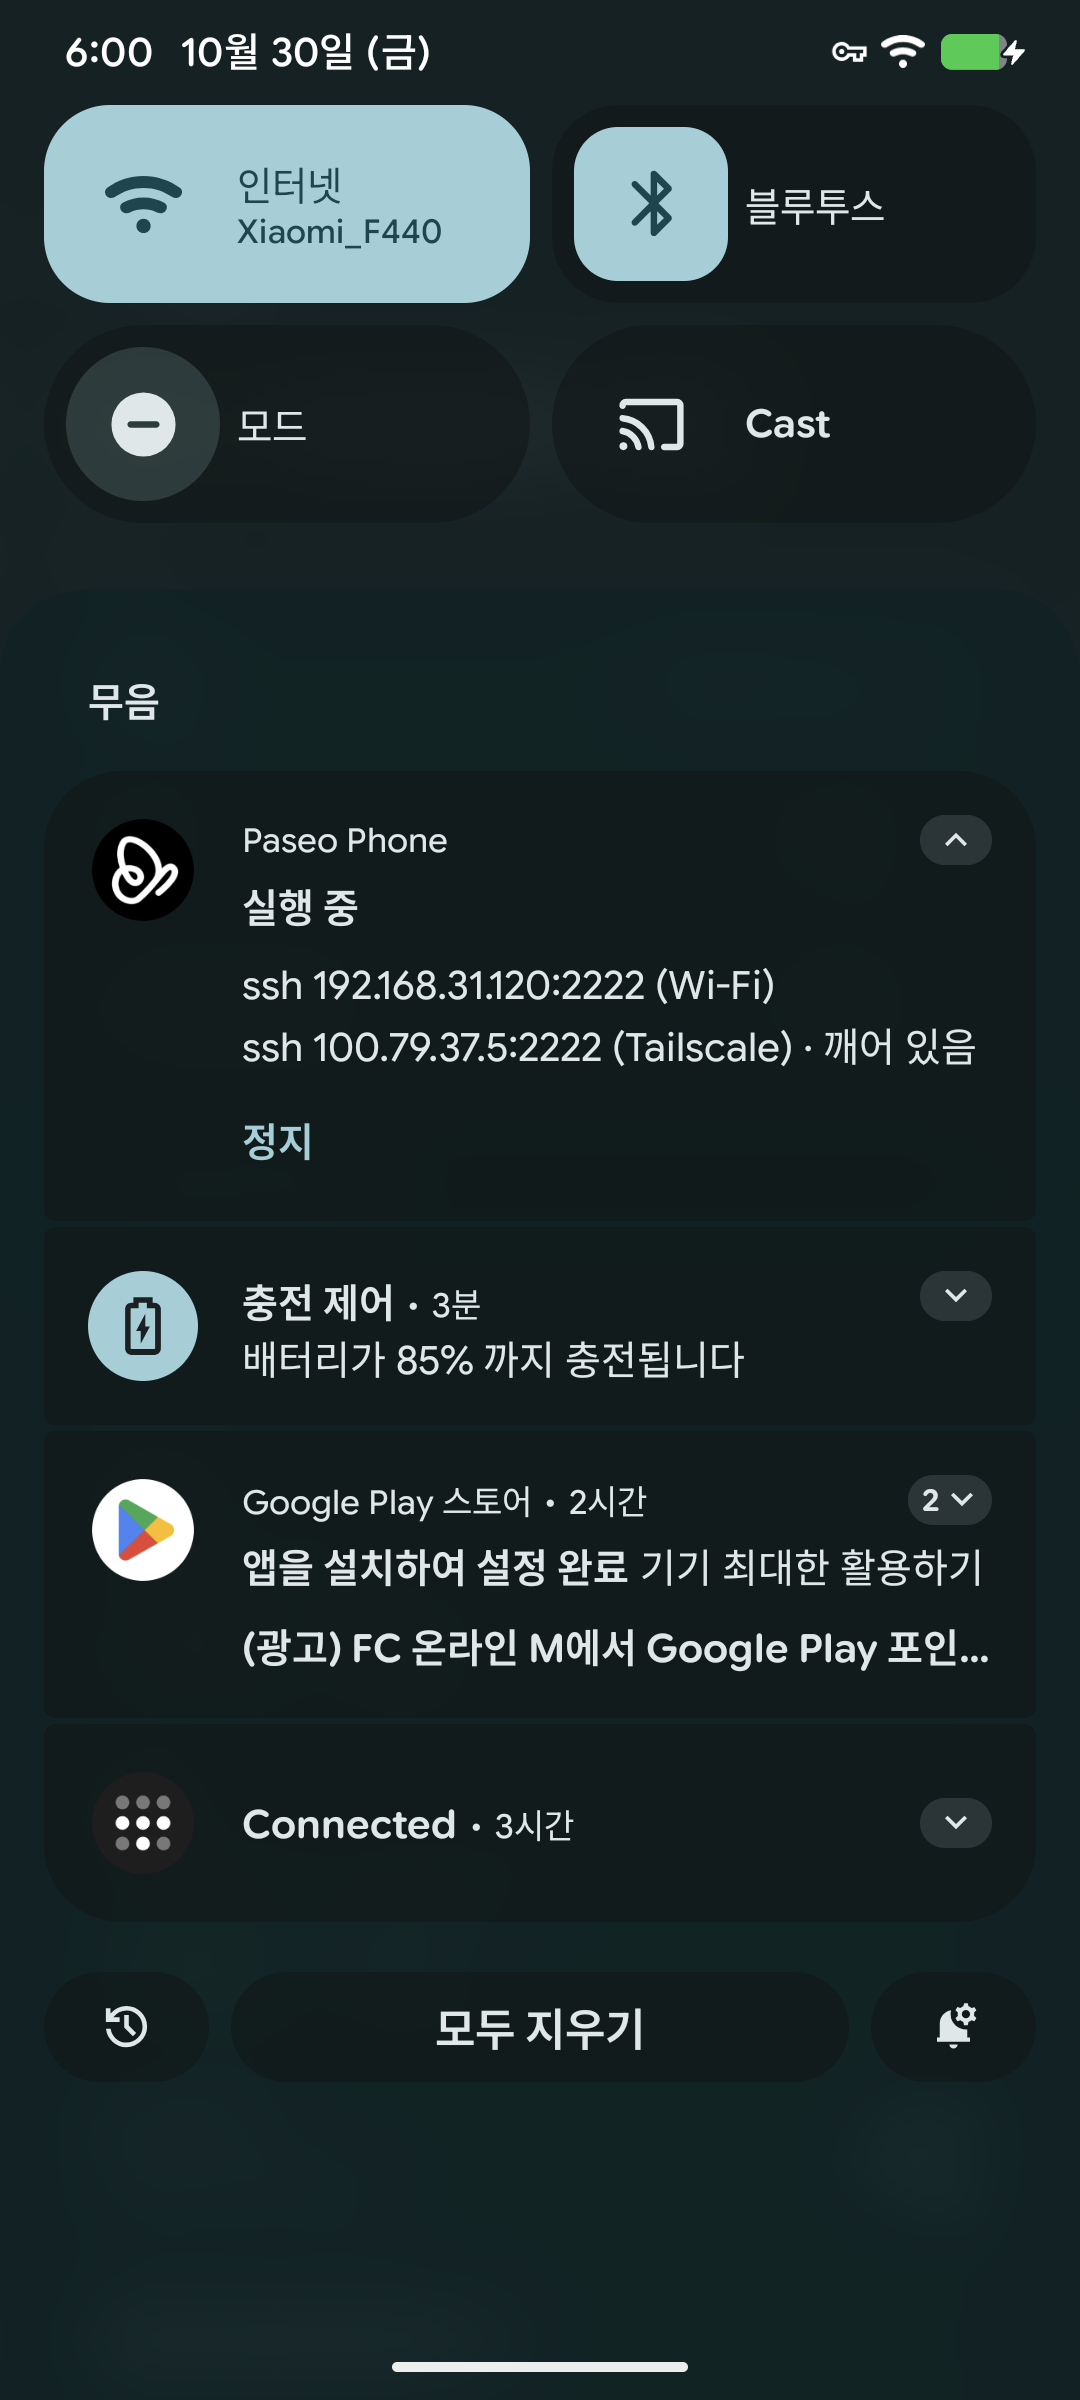 6:00 10월 30일 (금)
인터넷
Xiaomi_F440
블루투스
모드
Cast
무음
Paseo Phone
실행 중
ssh 192.168.31.120:2222 (Wi-Fi)
ssh 100.79.37.5:2222 (Tailscale) · 깨어 있음
정지
충전 제어 • 3분
배터리가 85% 까지 충전됩니다
Google Play 스토어 • 2시간
2
앱을 설치하여 설정 완료 기기 최대한 활용하기
(광고) FC 온라인 M에서 Google Play 포인...
Connected • 3시간
모두 지우기